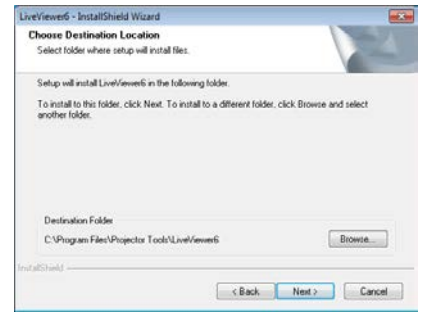 LiveViewer6 - InstallShield Wizard
Choose Destination Location
Select folder where setup will install files.
Setup will install LiveViewer6 in the following folder.
To install to this folder, click Next. To install to a different folder, click Browse and select
another folder.
Destination Folder
C:\Program Files\Projector Tools\LiveViewer6
Browse...
InstallShield
< Back
Next >
Cancel